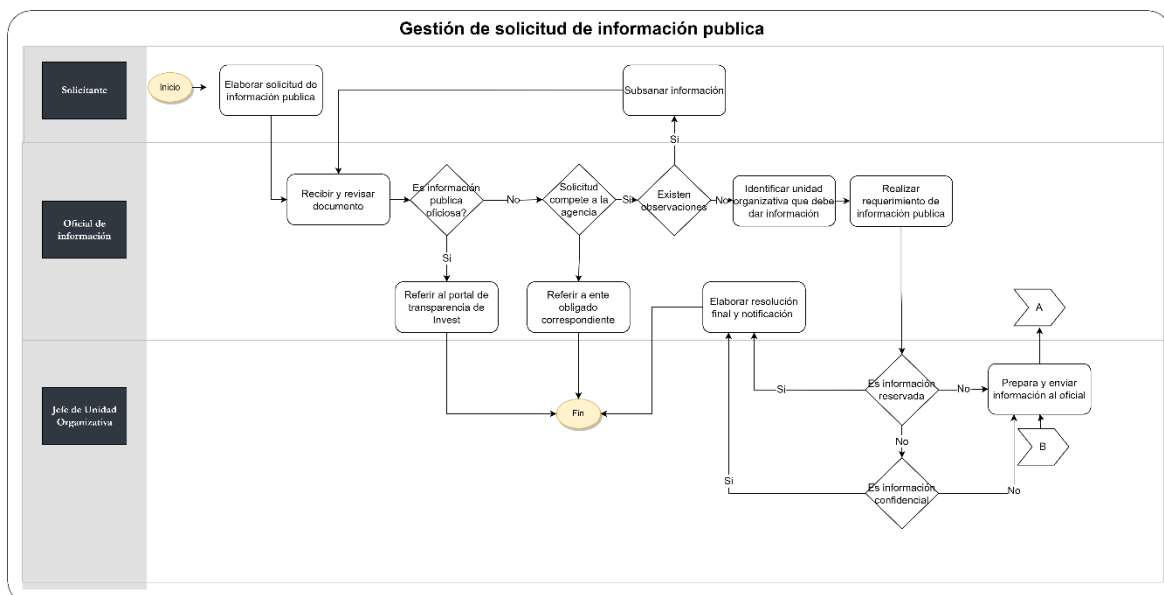 Gestión de solicitud de información publica
Solicitante
Inicio
Elaborar solicitud de
información publica
Subsanar información
Si
Oficial de
información
Recibir y revisar
documento
Es información
publica
oficiosa?
No
Solicitud
compete a la
agencia
Si
Existen
observaciones
No
Identificar unidad
organizativa que debe
dar información
Realizar
requerimiento de
información publica
Si
Referir al portal de
transparencia de
Invest
Referir a ente
obligado
correspondiente
Elaborar resolución
final y notificación
A
Jefe de Unidad
Organizativa
Fin
Si
Es información
reservada
No
Prepara y enviar
información al oficial
No
B
Si
Es información
confidencial
No